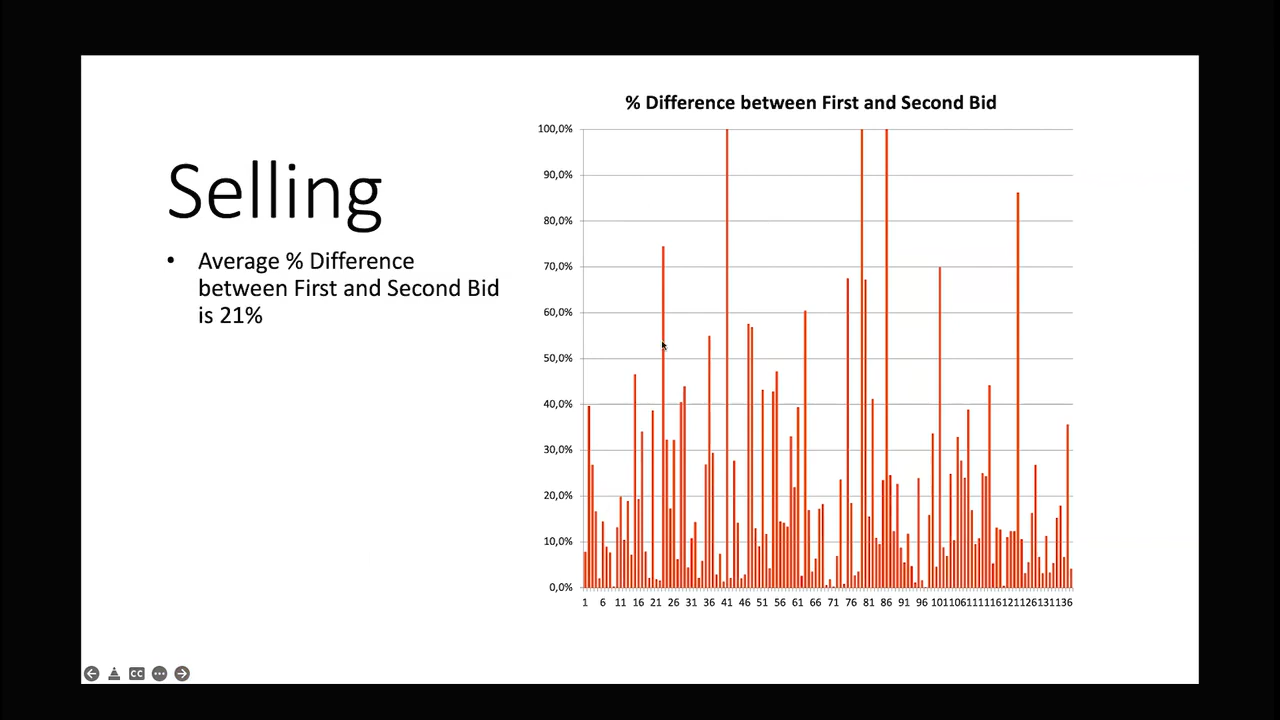 Selling
• Average % Difference
between First and Second Bid
is 21%
% Difference between First and Second Bid
100,0%
90,0%
80,0%
70,0%
60,0%
50,0%
40,0%
30,0%
20,0%
10,0%
0,0%
1 6 11 16 21 26 31 36 41 46 51 56 61 66 71 76 81 86 91 96 101106111116121126131136
CC